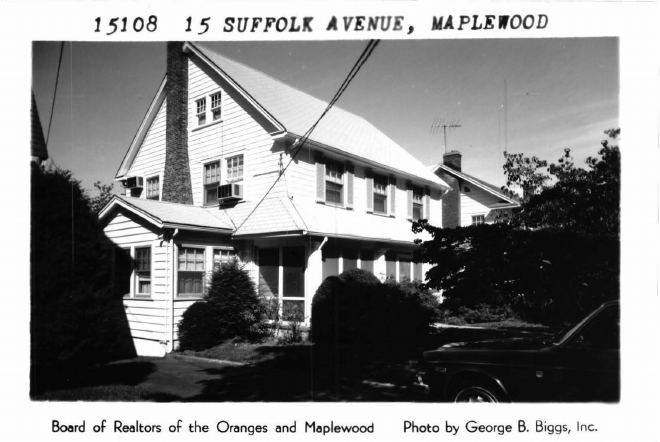 15108 15 SUFFOLK AVENUE, MAPLEWOOD
Board of Realtors of the Oranges and Maplewood Photo by George B. Biggs, Inc.